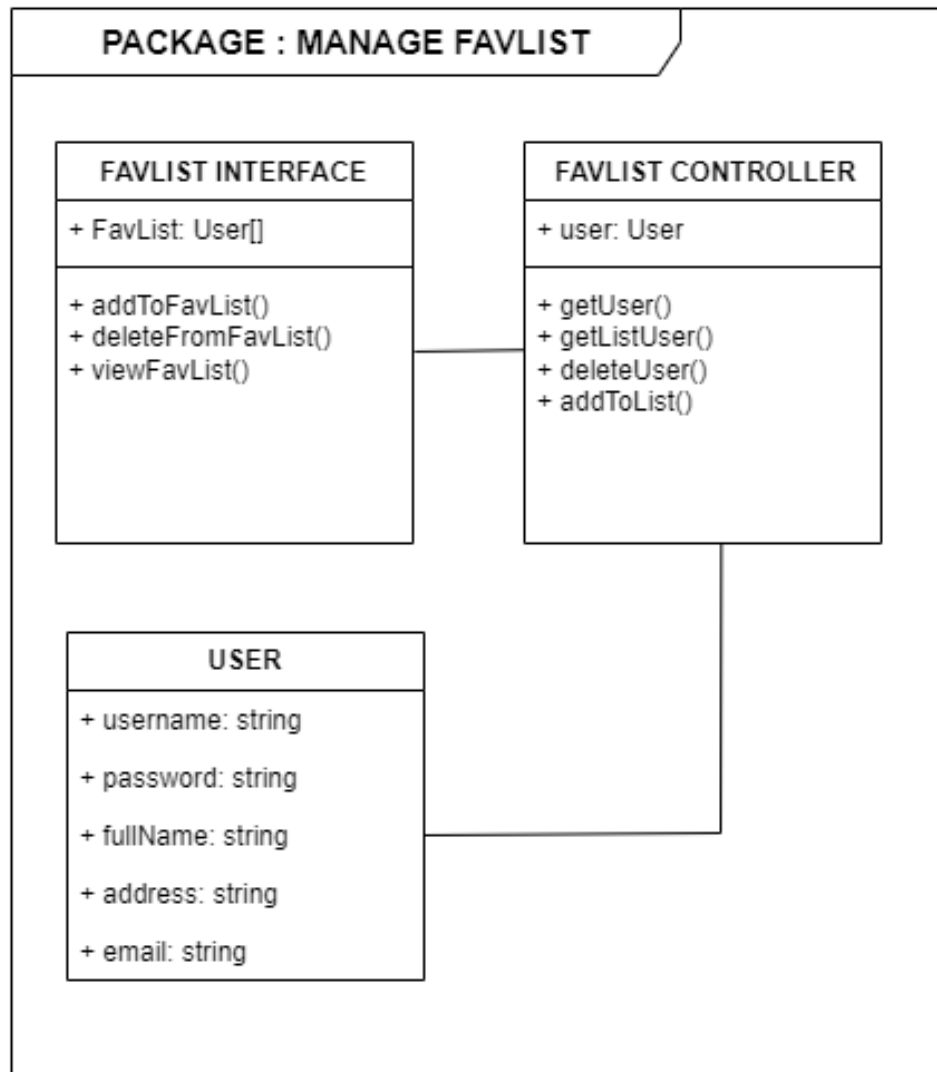 PACKAGE : MANAGE FAVLIST
FAVLIST INTERFACE
+ FavList: User[]
+ addToFavList()
+ deleteFromFavList()
+ viewFavList()
FAVLIST CONTROLLER
+ user: User
+ getUser()
+ getListUser()
+ deleteUser()
+ addToList()
USER
+ username: string
+ password: string
+ fullName: string
+ address: string
+ email: string